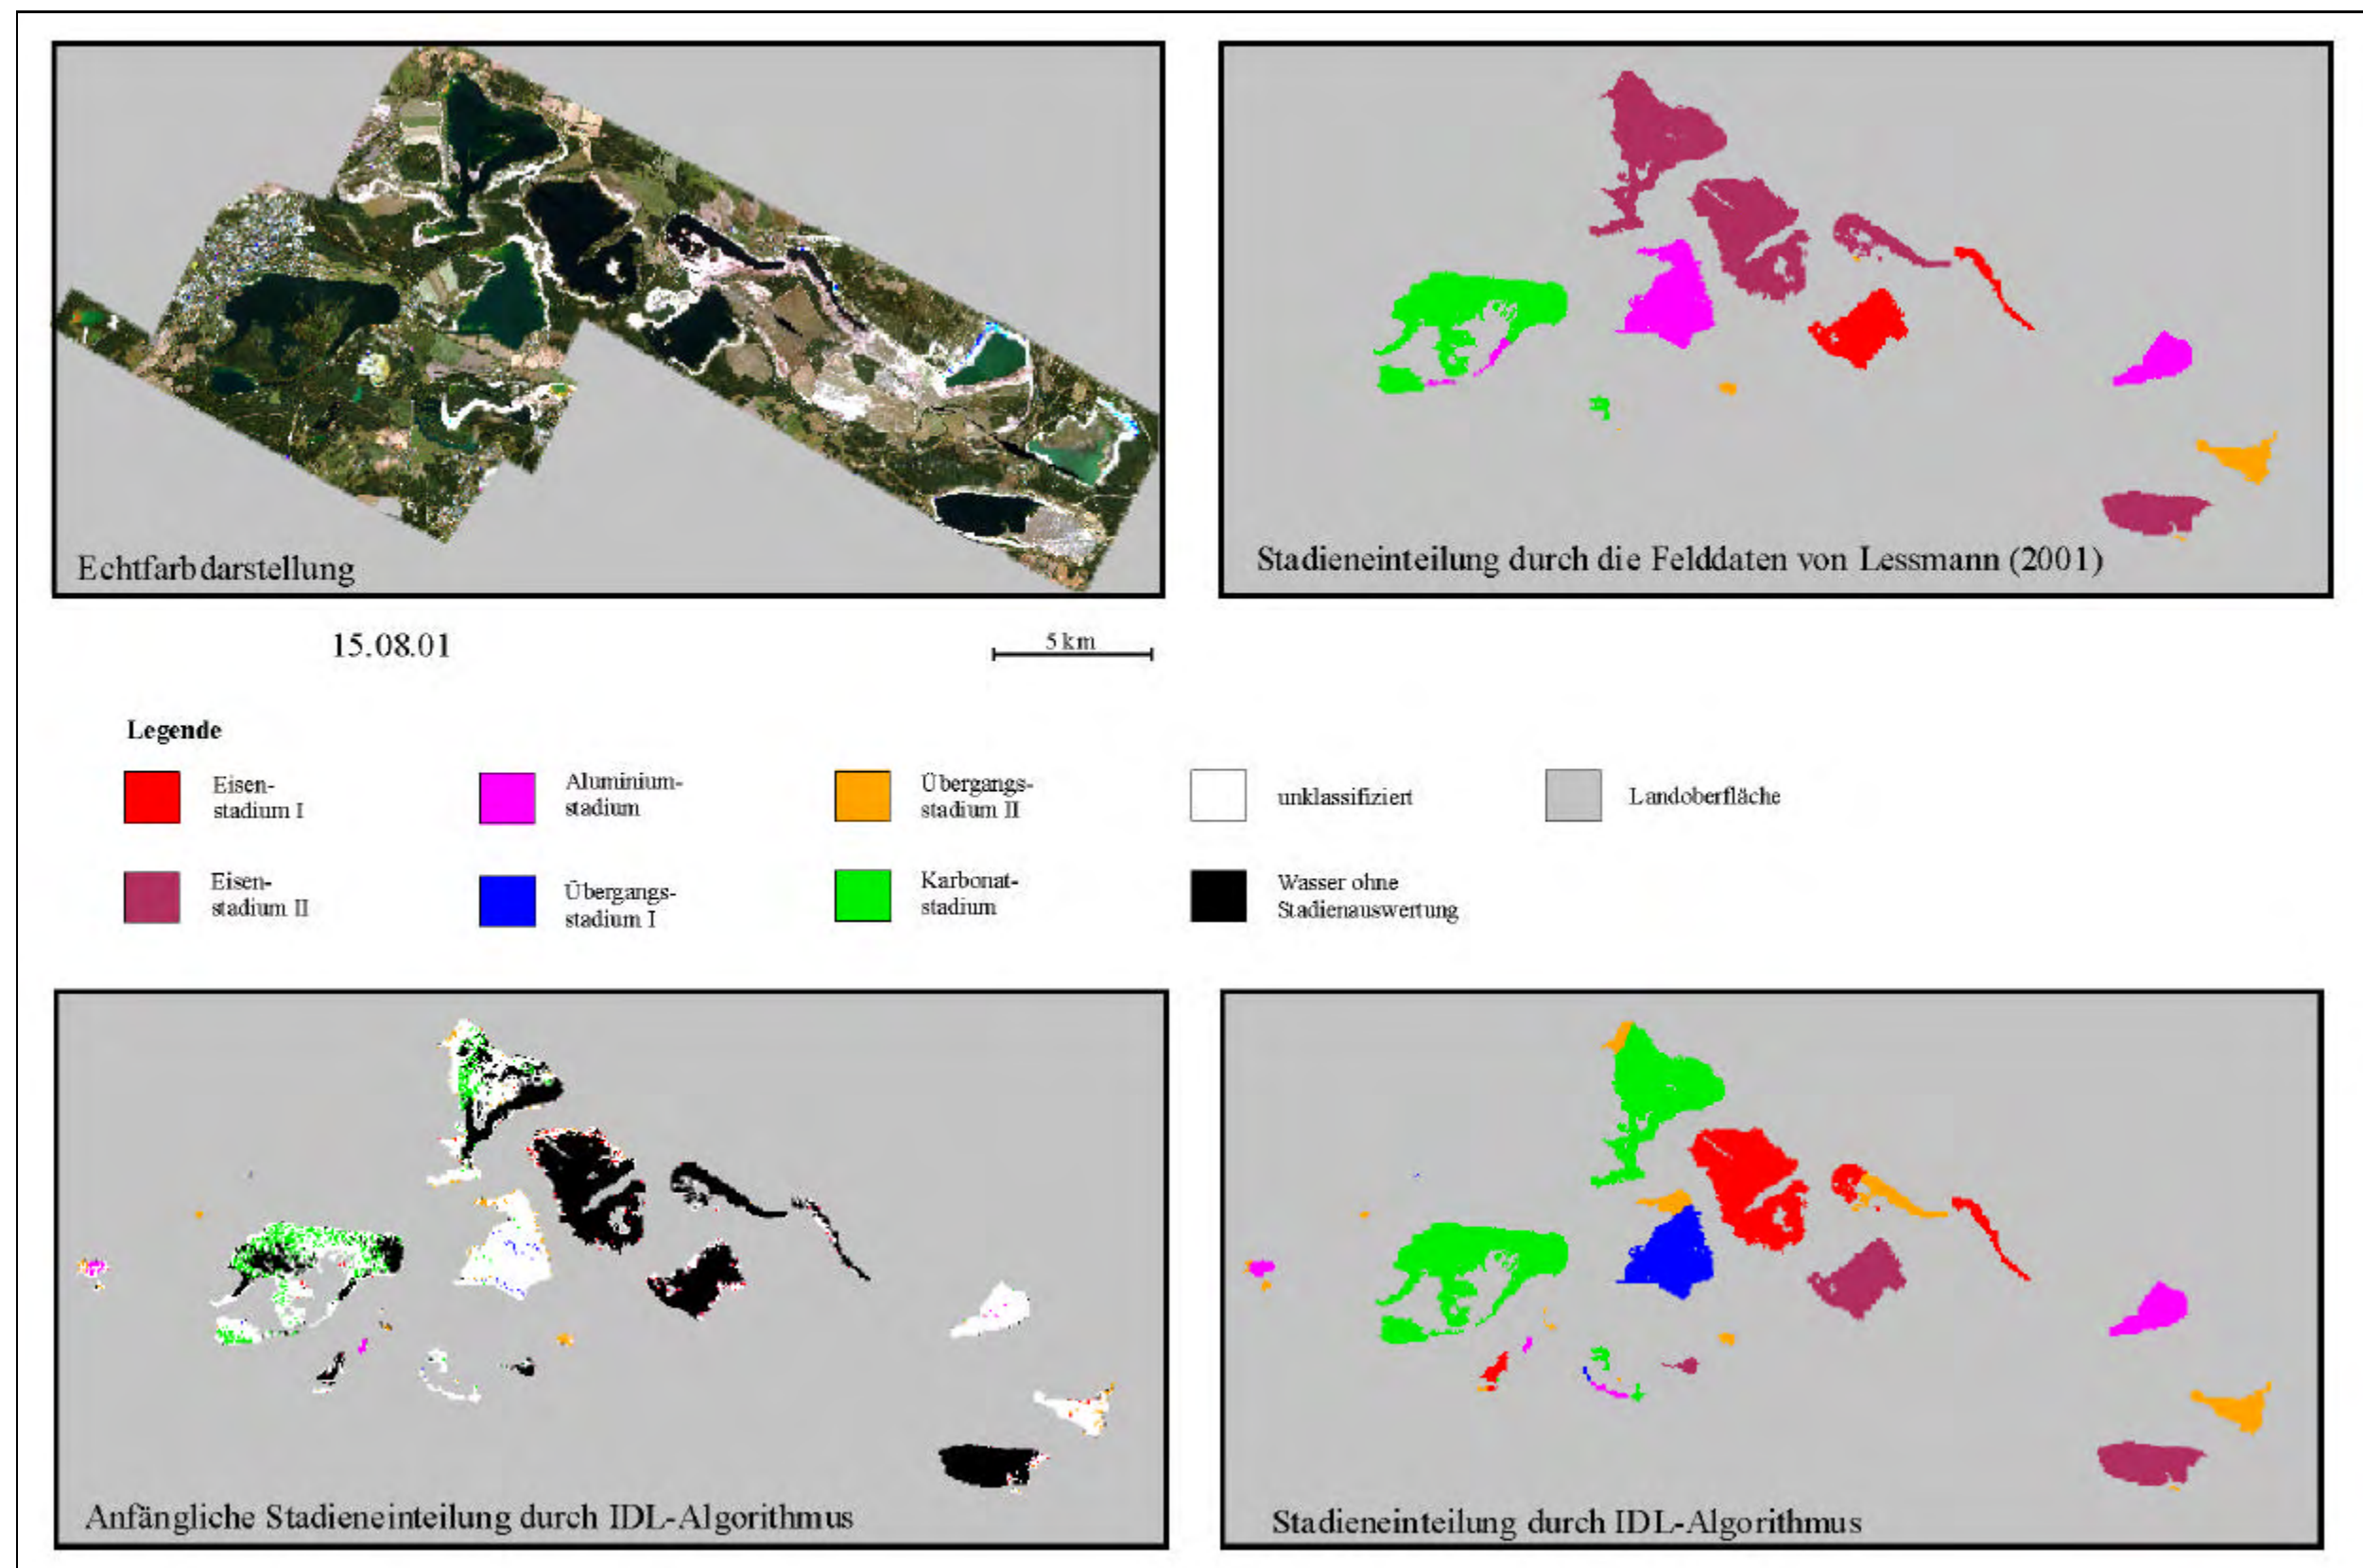 Echtfarbdarstellung
Stadieneinteilung durch die Felddaten von Lessmann (2001)
15.08.01
5 km
Legende
Eisen-
stadium I
Aluminium-
stadium
Übergangs-
stadium II
unklassifiziert
Landoberfläche
Eisen-
stadium II
Übergangs-
stadium I
Karbonat-
stadium
Wasser ohne
Stadienauswertung
Anfängliche Stadieneinteilung durch IDL-Algorithmus
Stadieneinteilung durch IDL-Algorithmus